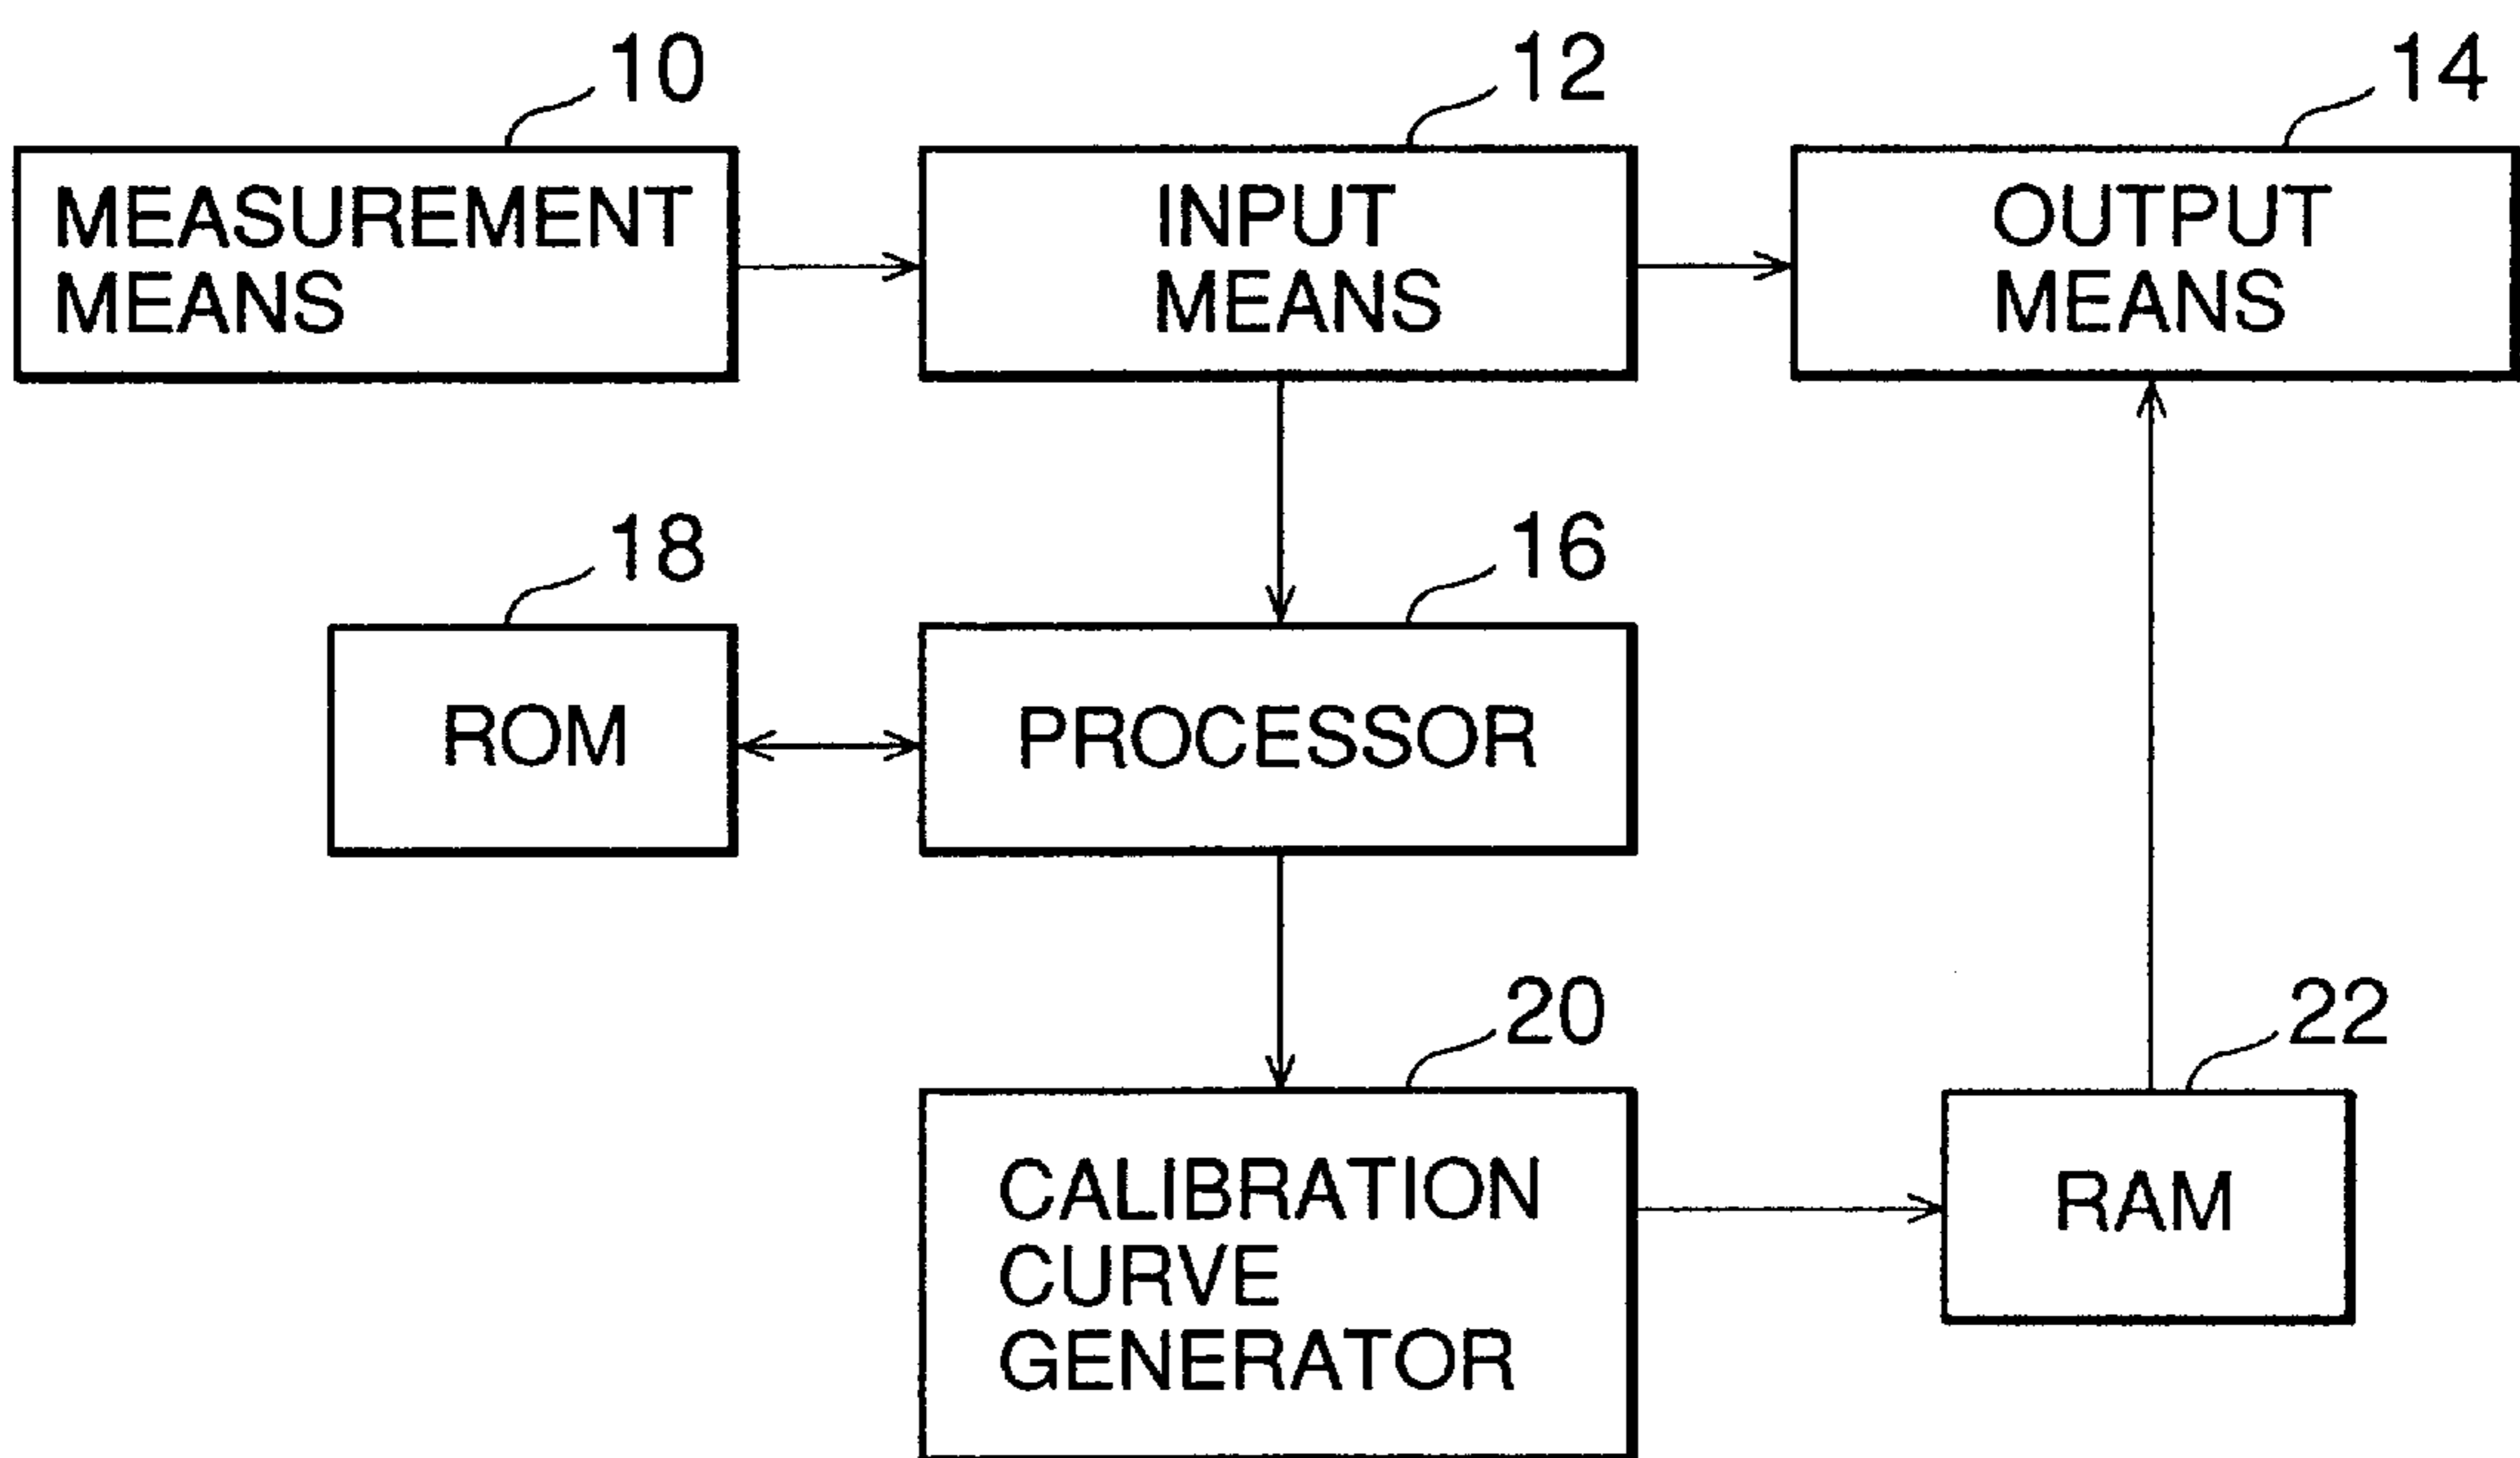 10
12
14
MEASUREMENT
MEANS
INPUT
MEANS
OUTPUT
MEANS
18
16
ROM
PROCESSOR
20
22
CALIBRATION
CURVE
GENERATOR
RAM